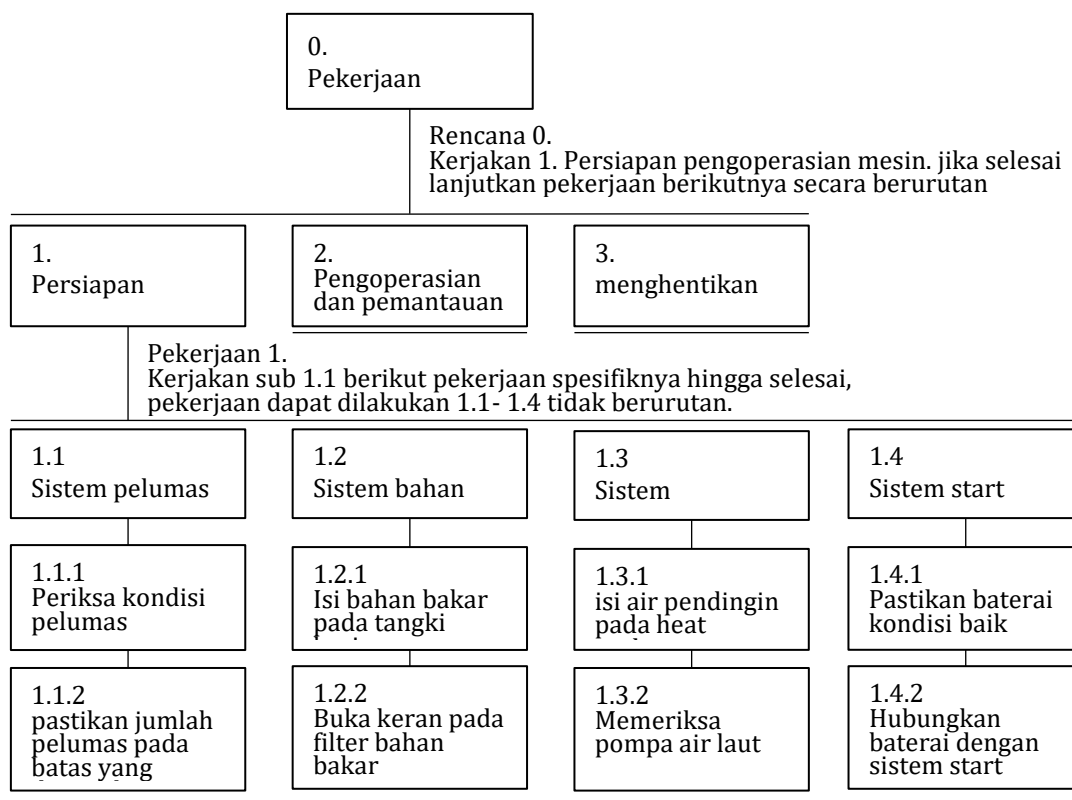 0.
Pekerjaan
Rencana 0.
Kerjakan 1. Persiapan pengoperasian mesin. jika selesai
lanjutkan pekerjaan berikutnya secara berurutan
1.
Persiapan
2.
Pengoperasian
dan pemantauan
3.
menghentikan
Pekerjaan 1.
Kerjakan sub 1.1 berikut pekerjaan spesifiknya hingga selesai,
pekerjaan dapat dilakukan 1.1- 1.4 tidak berurutan.
1.1
Sistem pelumas
1.2
Sistem bahan
1.3
Sistem
1.4
Sistem start
1.1.1
Periksa kondisi
pelumas
1.2.1
Isi bahan bakar
pada tangki
1.3.1
isi air pendingin
pada heat
1.4.1
Pastikan baterai
kondisi baik
1.1.2
pastikan jumlah
pelumas pada
batas yang
1.2.2
Buka keran pada
filter bahan
bakar
1.3.2
Memeriksa
pompa air laut
1.4.2
Hubungkan
baterai dengan
sistem start